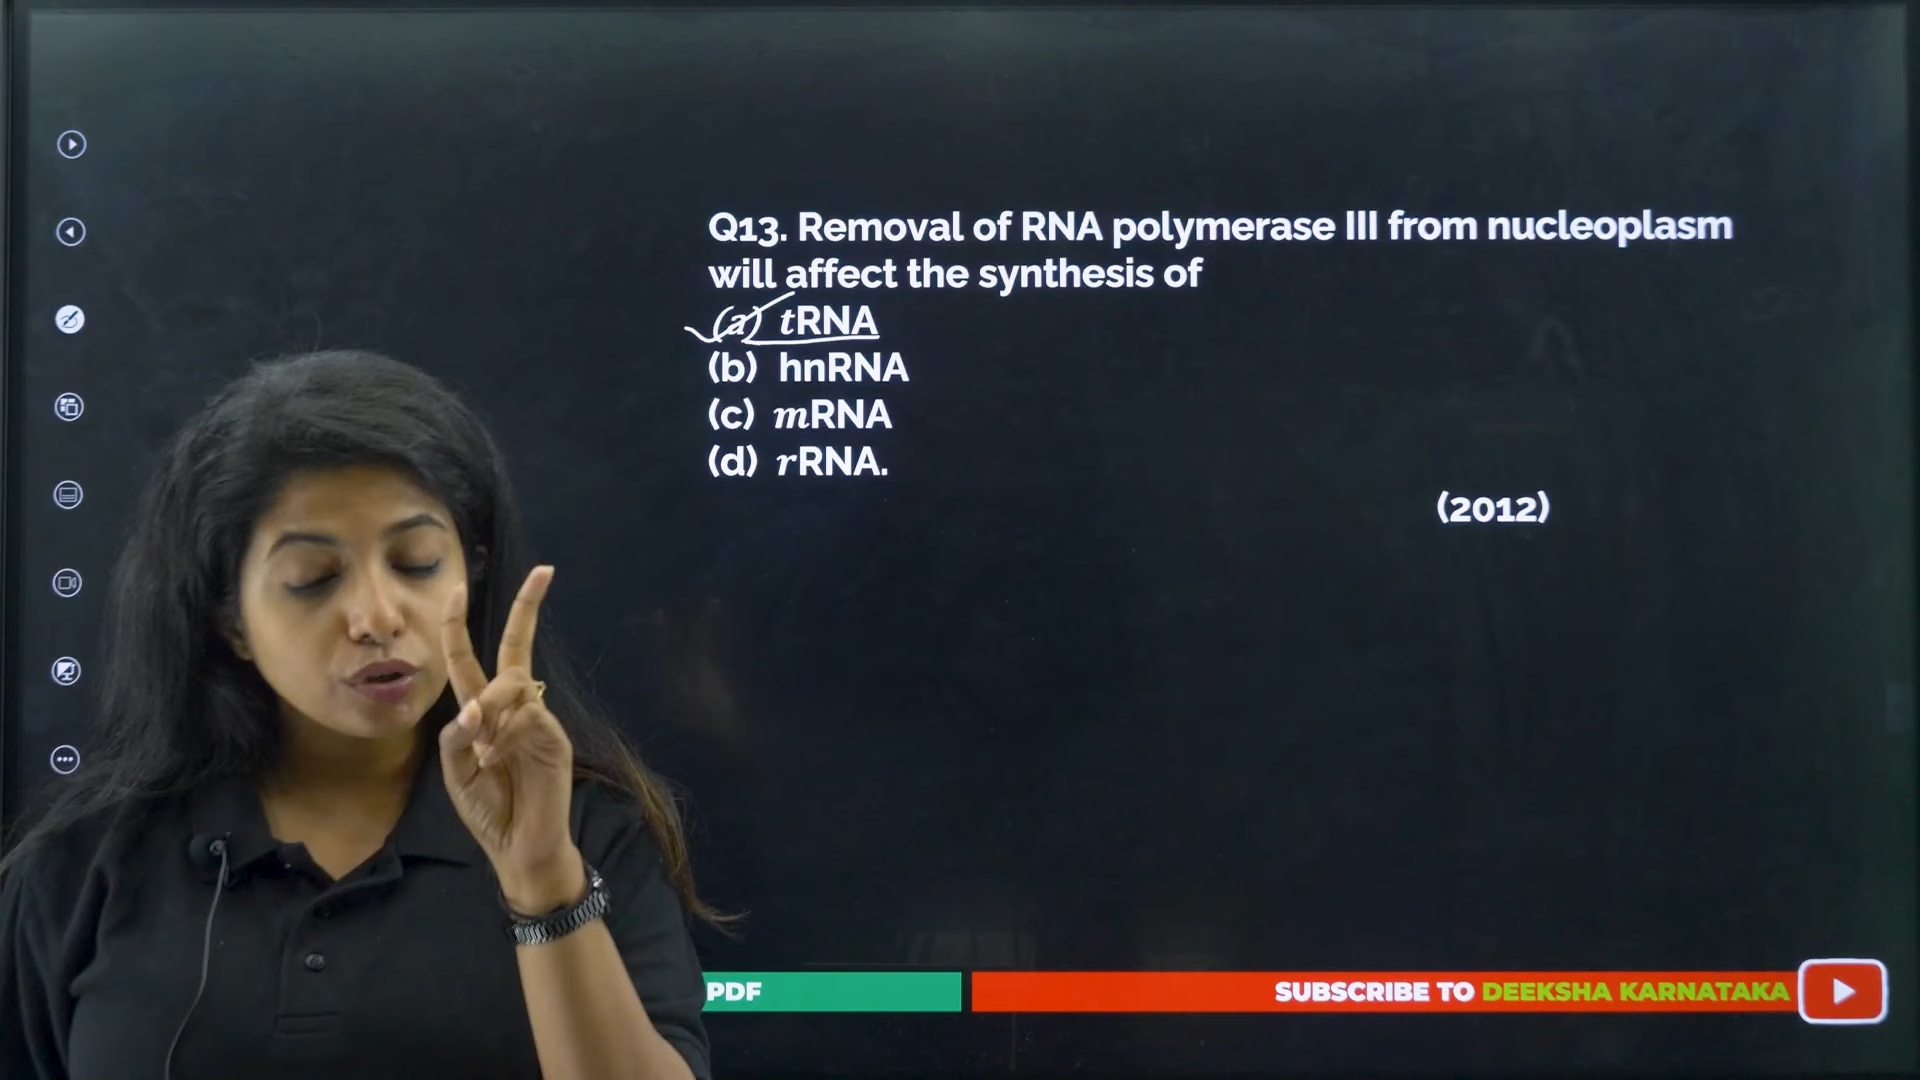 Q13. Removal of RNA polymerase III from nucleoplasm
will affect the synthesis of
(a) tRNA
(b) hnRNA
(c) mRNA
(d) rRNA.
(2012)
PDF
SUBSCRIBE TO DEEKSHA KARNATAKA